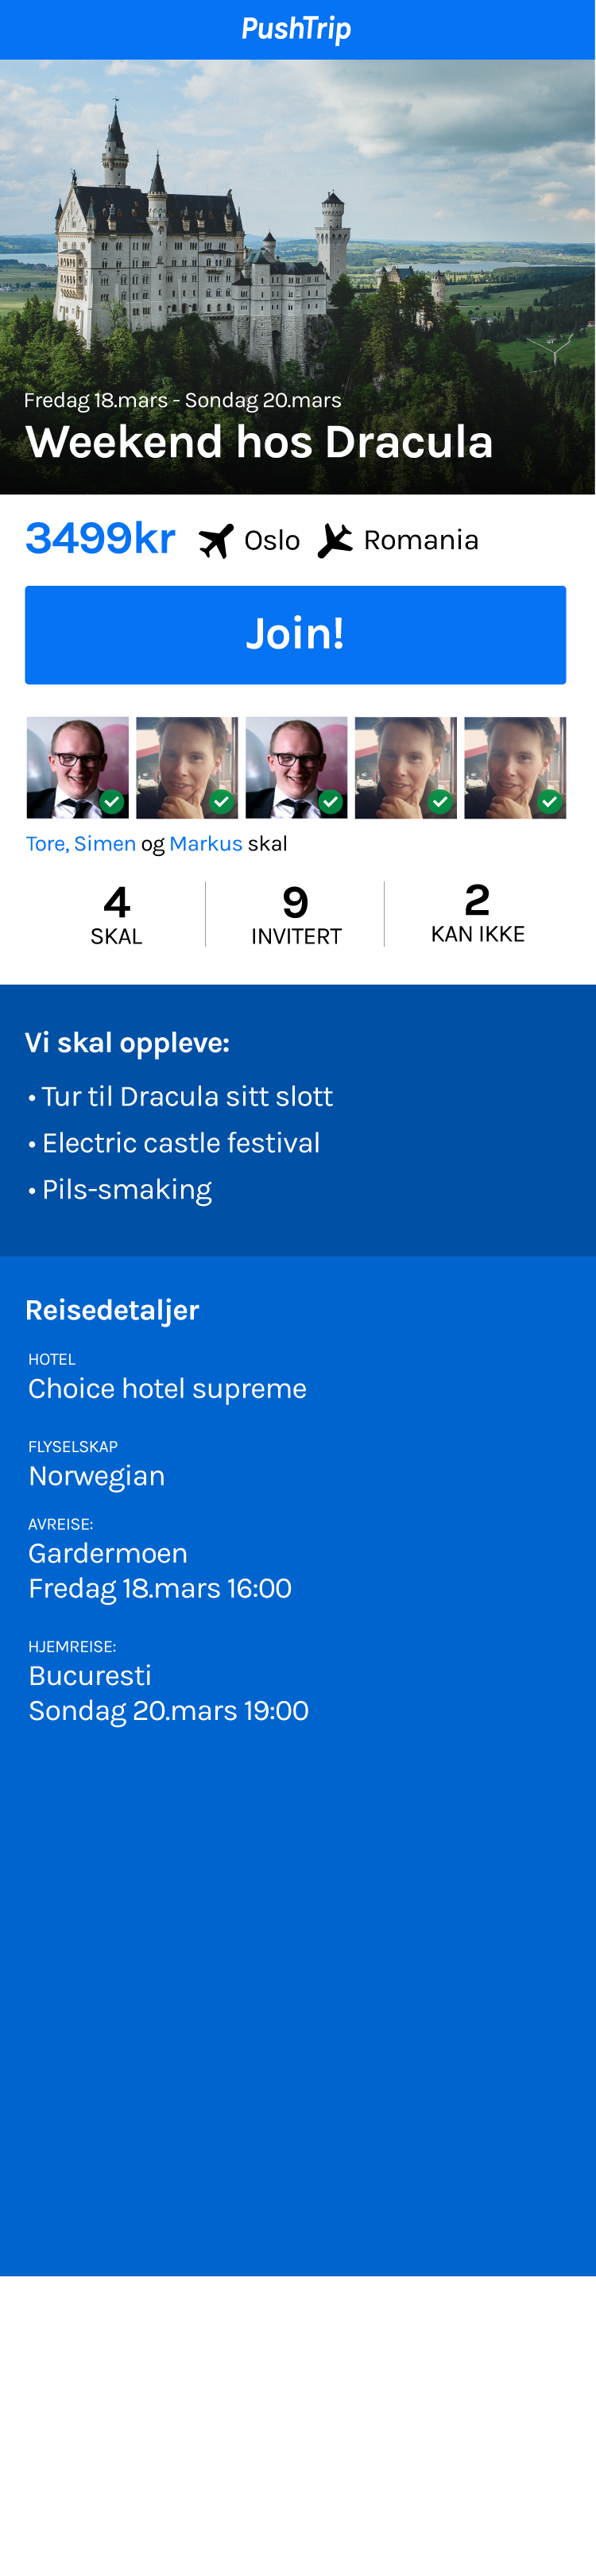 PushTrip
Fredag 18.mars - Sondag 20.mars
Weekend hos Dracula
3499kr Oslo Romania
Join!
Tore, Simen og Markus skal
4 9 2
SKAL INVITERT KAN IKKE
Vi skal oppleve:
• Tur til Dracula sitt slott
• Electric castle festival
• Pils-smaking
Reisedetaljer
HOTEL
Choice hotel supreme
FLYSELSKAP
Norwegian
AVREISE:
Gardermoen
Fredag 18.mars 16:00
HJEMREISE:
Bucuresti
Sondag 20.mars 19:00